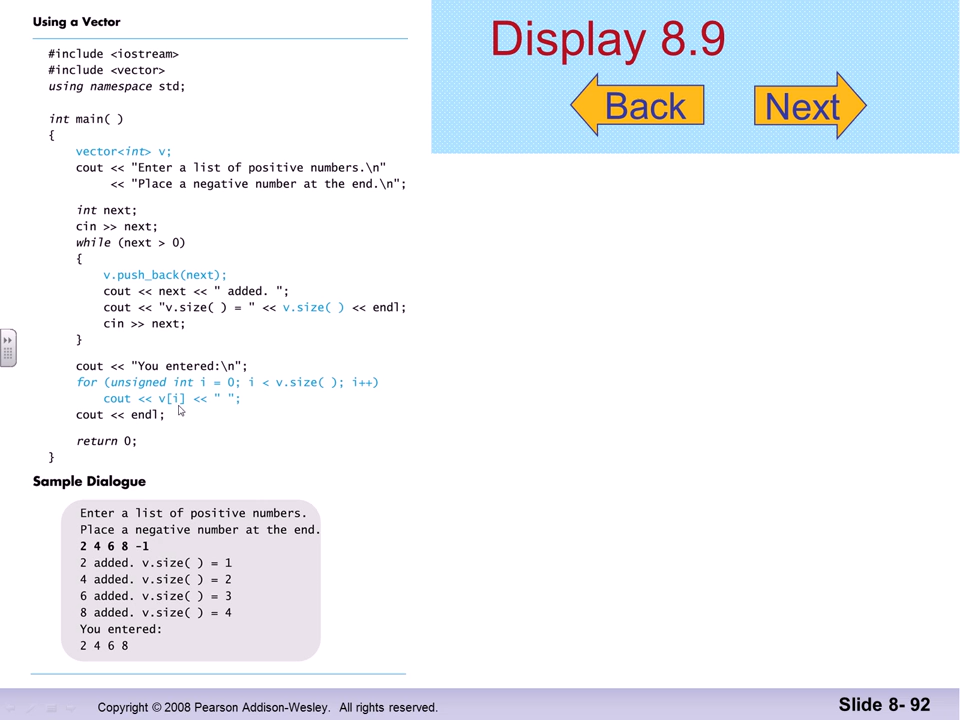 Using a Vector
#include <iostream>
#include <vector>
using namespace std;
int main( )
{
vector<int> v;
cout << "Enter a list of positive numbers.\n"
<< "Place a negative number at the end.\n";
int next;
cin >> next;
while (next > 0)
{
v.push_back(next);
cout << next << " added. ";
cout << "v.size( ) = " << v.size( ) << endl;
cin >> next;
}
cout << "You entered:\n";
for (unsigned int i = 0; i < v.size( ); i++)
cout << v[i] << " ";
cout << endl;
return 0;
}
Sample Dialogue
Enter a list of positive numbers.
Place a negative number at the end.
2 4 6 8 -1
2 added. v.size( ) = 1
4 added. v.size( ) = 2
6 added. v.size( ) = 3
8 added. v.size( ) = 4
You entered:
2 4 6 8
Display 8.9
Back
Next
Copyright © 2008 Pearson Addison-Wesley. All rights reserved.
Slide 8- 92